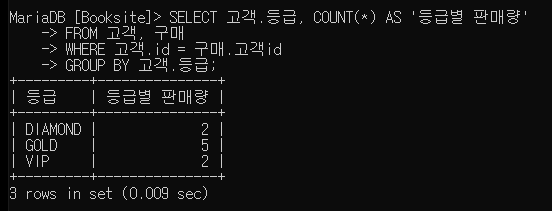 MariaDB [Booksite]> SELECT 고객.등급, COUNT(*) AS '등급별 판매량'
    -> FROM 고객, 구매
    -> WHERE 고객.id = 구매.고객id
    -> GROUP BY 고객.등급;
+---------+---------------+
| 등급    | 등급별 판매량 |
+---------+---------------+
| DIAMOND |             2 |
| GOLD    |             5 |
| VIP     |             2 |
+---------+---------------+
3 rows in set (0.009 sec)